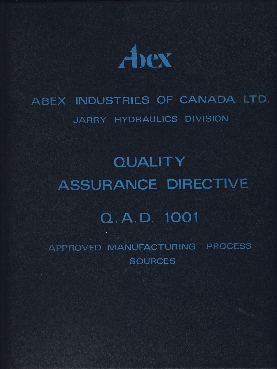 Abex
ABEX INDUSTRIES OF CANADA LTD.
JARRY HYDRAULICS DIVISION
QUALITY
ASSURANCE DIRECTIVE
Q.A.D. 1001
APPROVED MANUFACTURING PROCESS
SOURCES